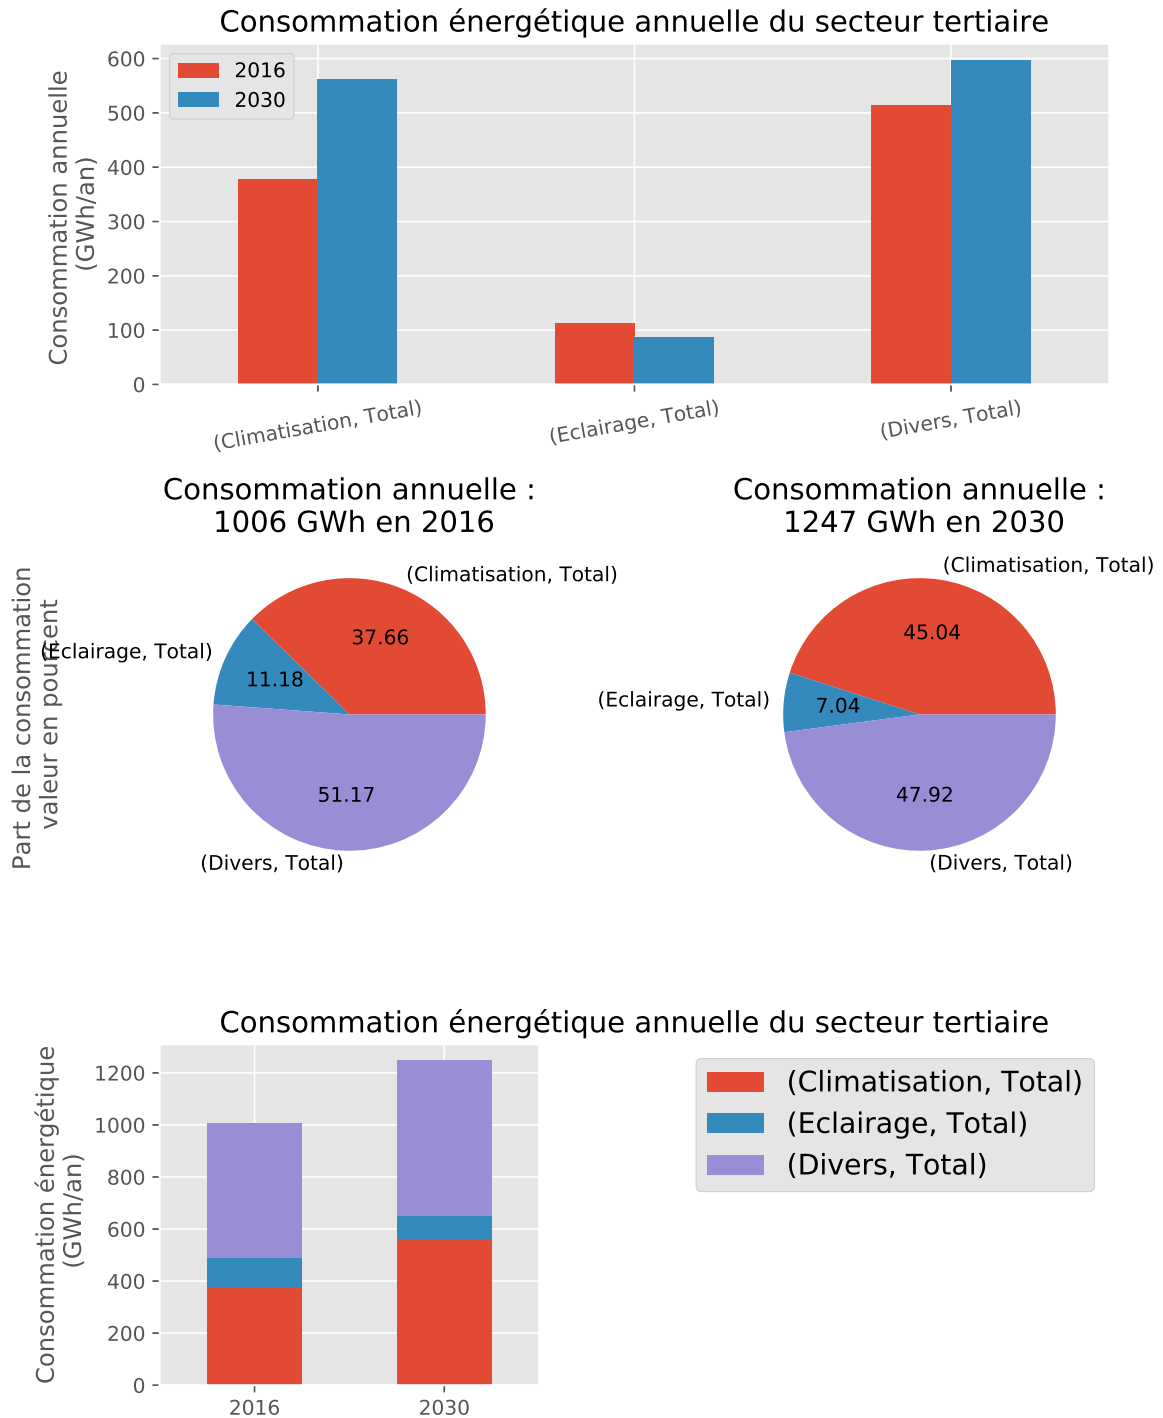 Consommation énergétique annuelle du secteur tertiaire
Consommation annuelle
(GWh/an)
600
500
400
300
200
100
0
2016
2030
(Climatisation, Total)
(Eclairage, Total)
(Divers, Total)
Consommation annuelle :
1006 GWh en 2016
Consommation annuelle :
1247 GWh en 2030
Part de la consommation
valeur en pourcent
(Climatisation, Total)
37.66
(Eclairage, Total)
11.18
51.17
(Divers, Total)
(Climatisation, Total)
45.04
(Eclairage, Total)
7.04
47.92
(Divers, Total)
Consommation énergétique annuelle du secteur tertiaire
Consommation énergétique
(GWh/an)
1200
1000
800
600
400
200
0
2016
2030
(Climatisation, Total)
(Eclairage, Total)
(Divers, Total)